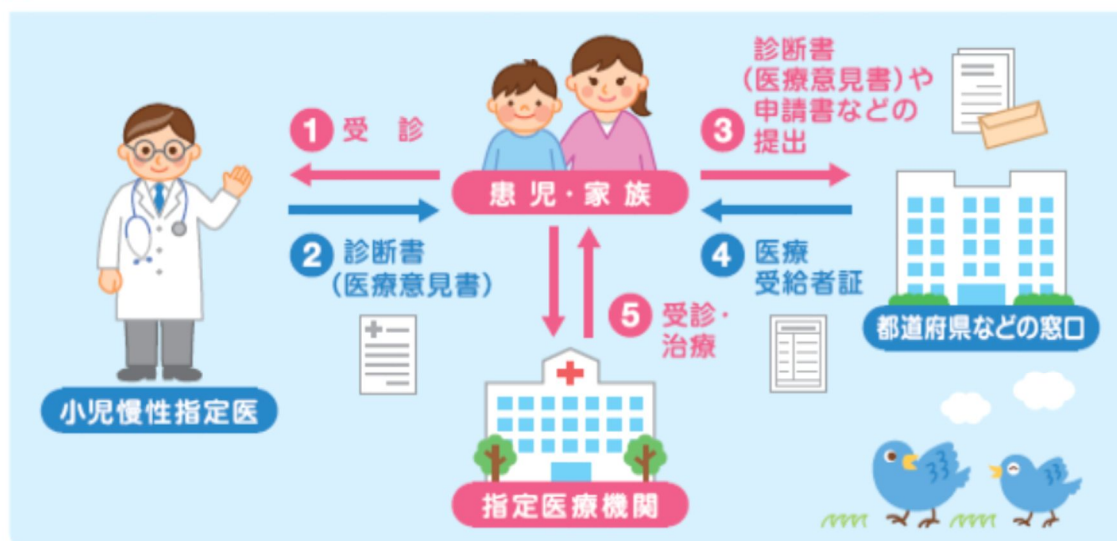 1 受診
2 診断書
(医療意見書)
小児慢性指定医
患児・家族
3 診断書
(医療意見書)や
申請書などの
提出
4 医療
受給者証
都道府県などの窓口
5 受診・
治療
指定医療機関